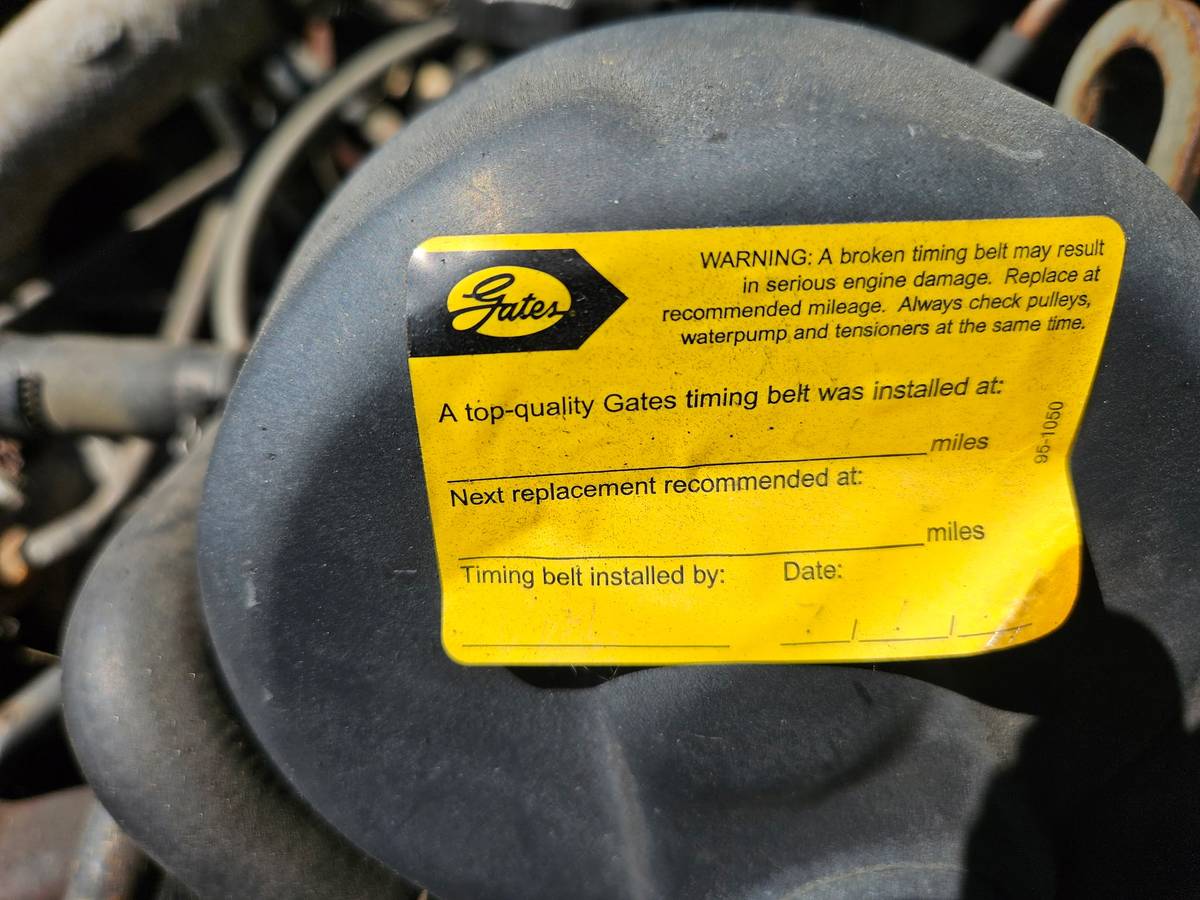 Gates
WARNING: A broken timing belt may result
in serious engine damage. Replace at
recommended mileage. Always check pulleys,
waterpump and tensioners at the same time.
A top-quality Gates timing belt was installed at:
miles
95-1050
Next replacement recommended at:
miles
Timing belt installed by: Date:
/ /